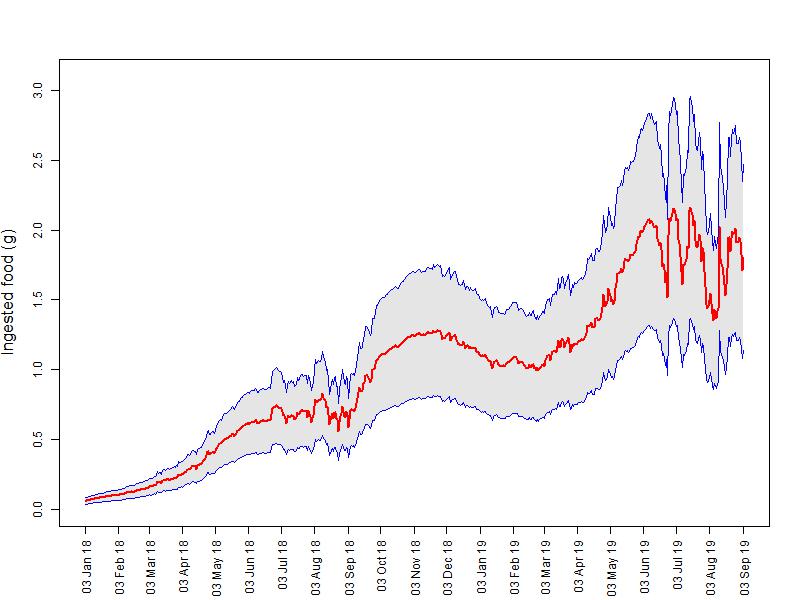 Ingested food (g)
3.0
2.5
2.0
1.5
1.0
0.5
0.0
03 Jan 18
03 Feb 18
03 Mar 18
03 Apr 18
03 May 18
03 Jun 18
03 Jul 18
03 Aug 18
03 Sep 18
03 Oct 18
03 Nov 18
03 Dec 18
03 Jan 19
03 Feb 19
03 Mar 19
03 Apr 19
03 May 19
03 Jun 19
03 Jul 19
03 Aug 19
03 Sep 19